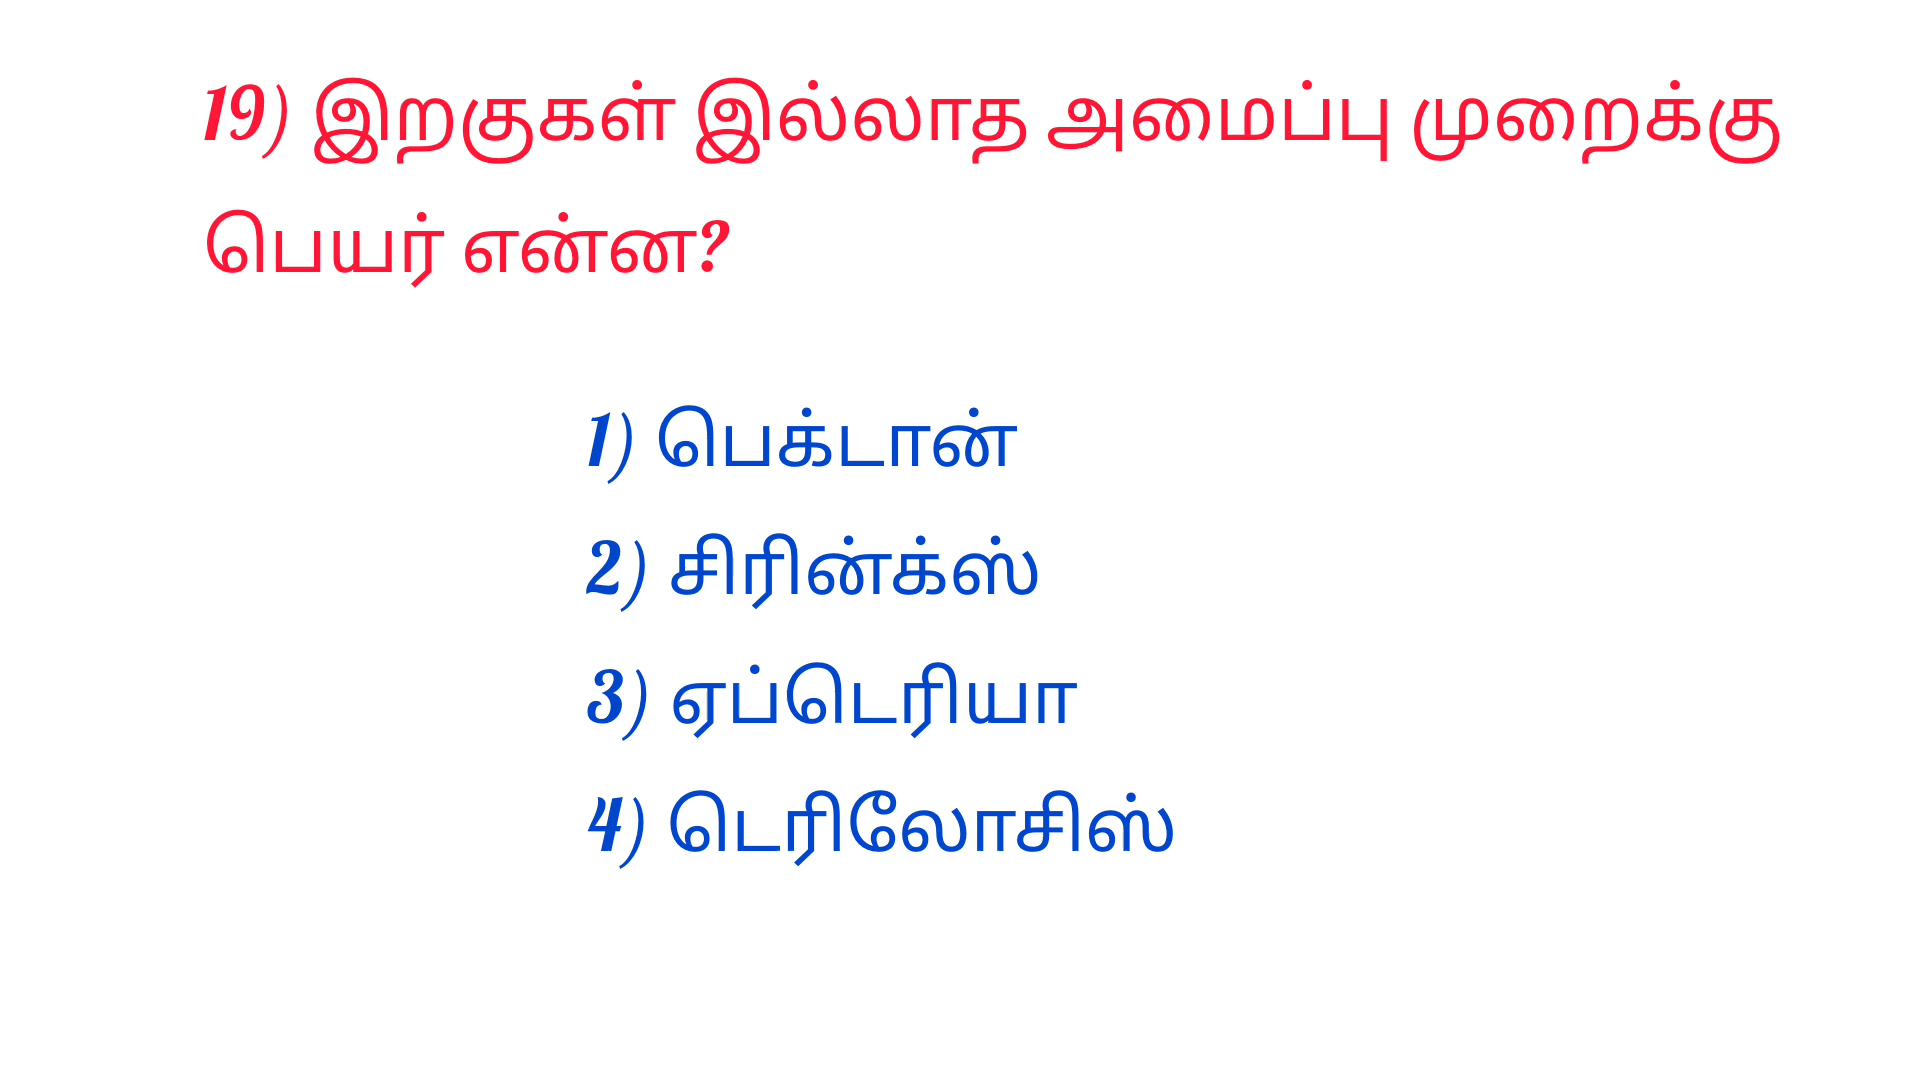 19) இறகுகள் இல்லாத அமைப்பு முறைக்கு
பெயர் என்ன?
1) பெக்டான்
2) சிரின்க்ஸ்
3) ஏப்டெரியா
4) டெரிலோசிஸ்